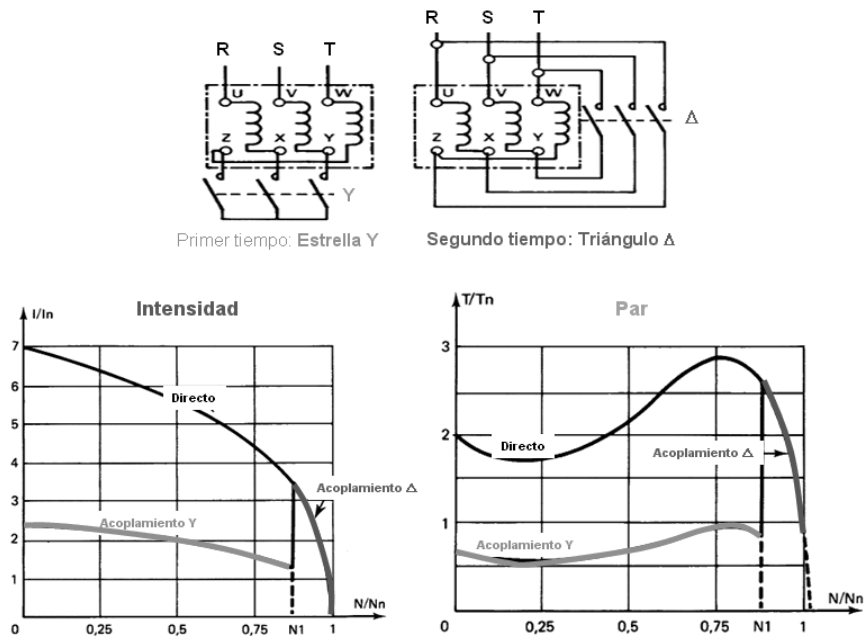 R S T
U V W
Z X Y
Y
Primer tiempo: Estrella Y
R S T
U V W
Z X Y
Δ
Segundo tiempo: Triángulo Δ
I/In
Intensidad
7
6
5
4
3
2
1
0
0,25
0,5
0,75
N1
1
N/Nn
Directo
Acoplamiento Δ
Acoplamiento Y
T/Tn
Par
3
2
1
0
0,25
0,5
0,75
N1
1
N/Nn
Directo
Acoplamiento Δ
Acoplamiento Y